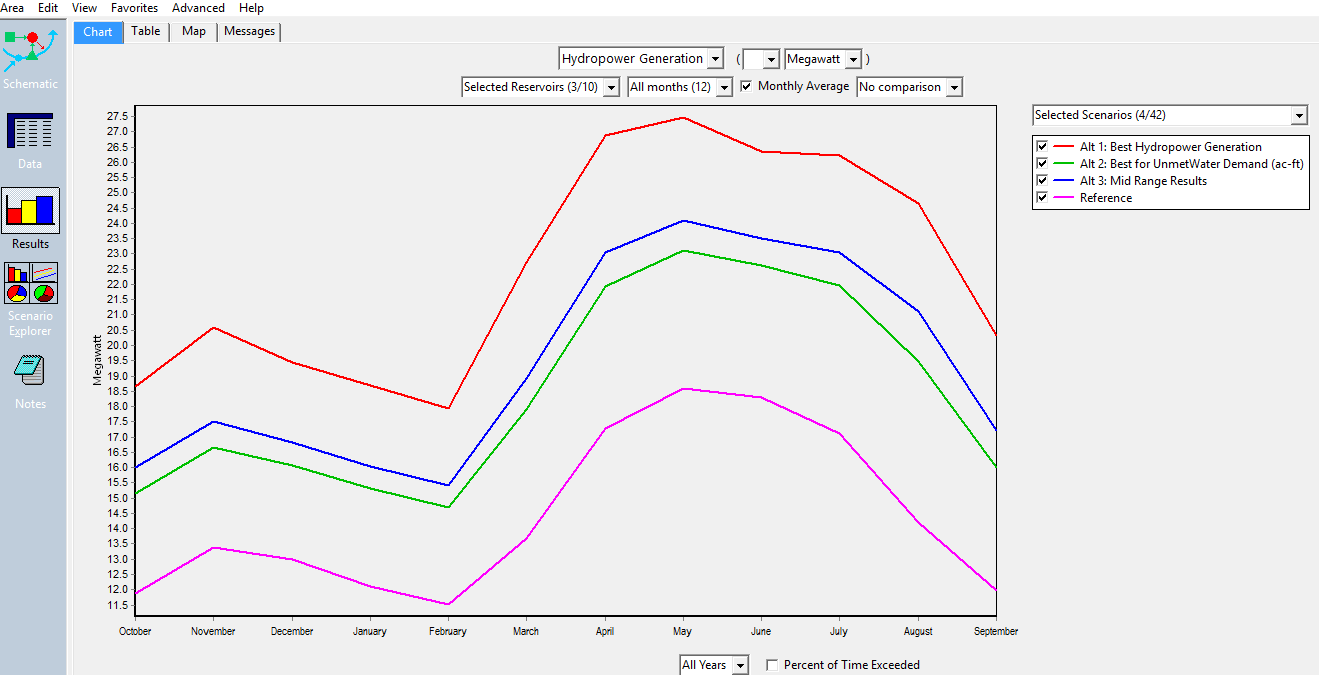 Area Edit View Favorites Advanced Help
Chart Table Map Messages
Schematic
Data
Results
Scenario
Explorer
Notes
Hydropower Generation ( Megawatt )
Selected Reservoirs (3/10) All months (12) Monthly Average No comparison
Selected Scenarios (4/42)
Alt 1: Best Hydropower Generation
Alt 2: Best for UnmetWater Demand (ac-ft)
Alt 3: Mid Range Results
Reference
Megawatt
27.5
27.0
26.5
26.0
25.5
25.0
24.5
24.0
23.5
23.0
22.5
22.0
21.5
21.0
20.5
20.0
19.5
19.0
18.5
18.0
17.5
17.0
16.5
16.0
15.5
15.0
14.5
14.0
13.5
13.0
12.5
12.0
11.5
October November December January February March April May June July August September
All Years Percent of Time Exceeded